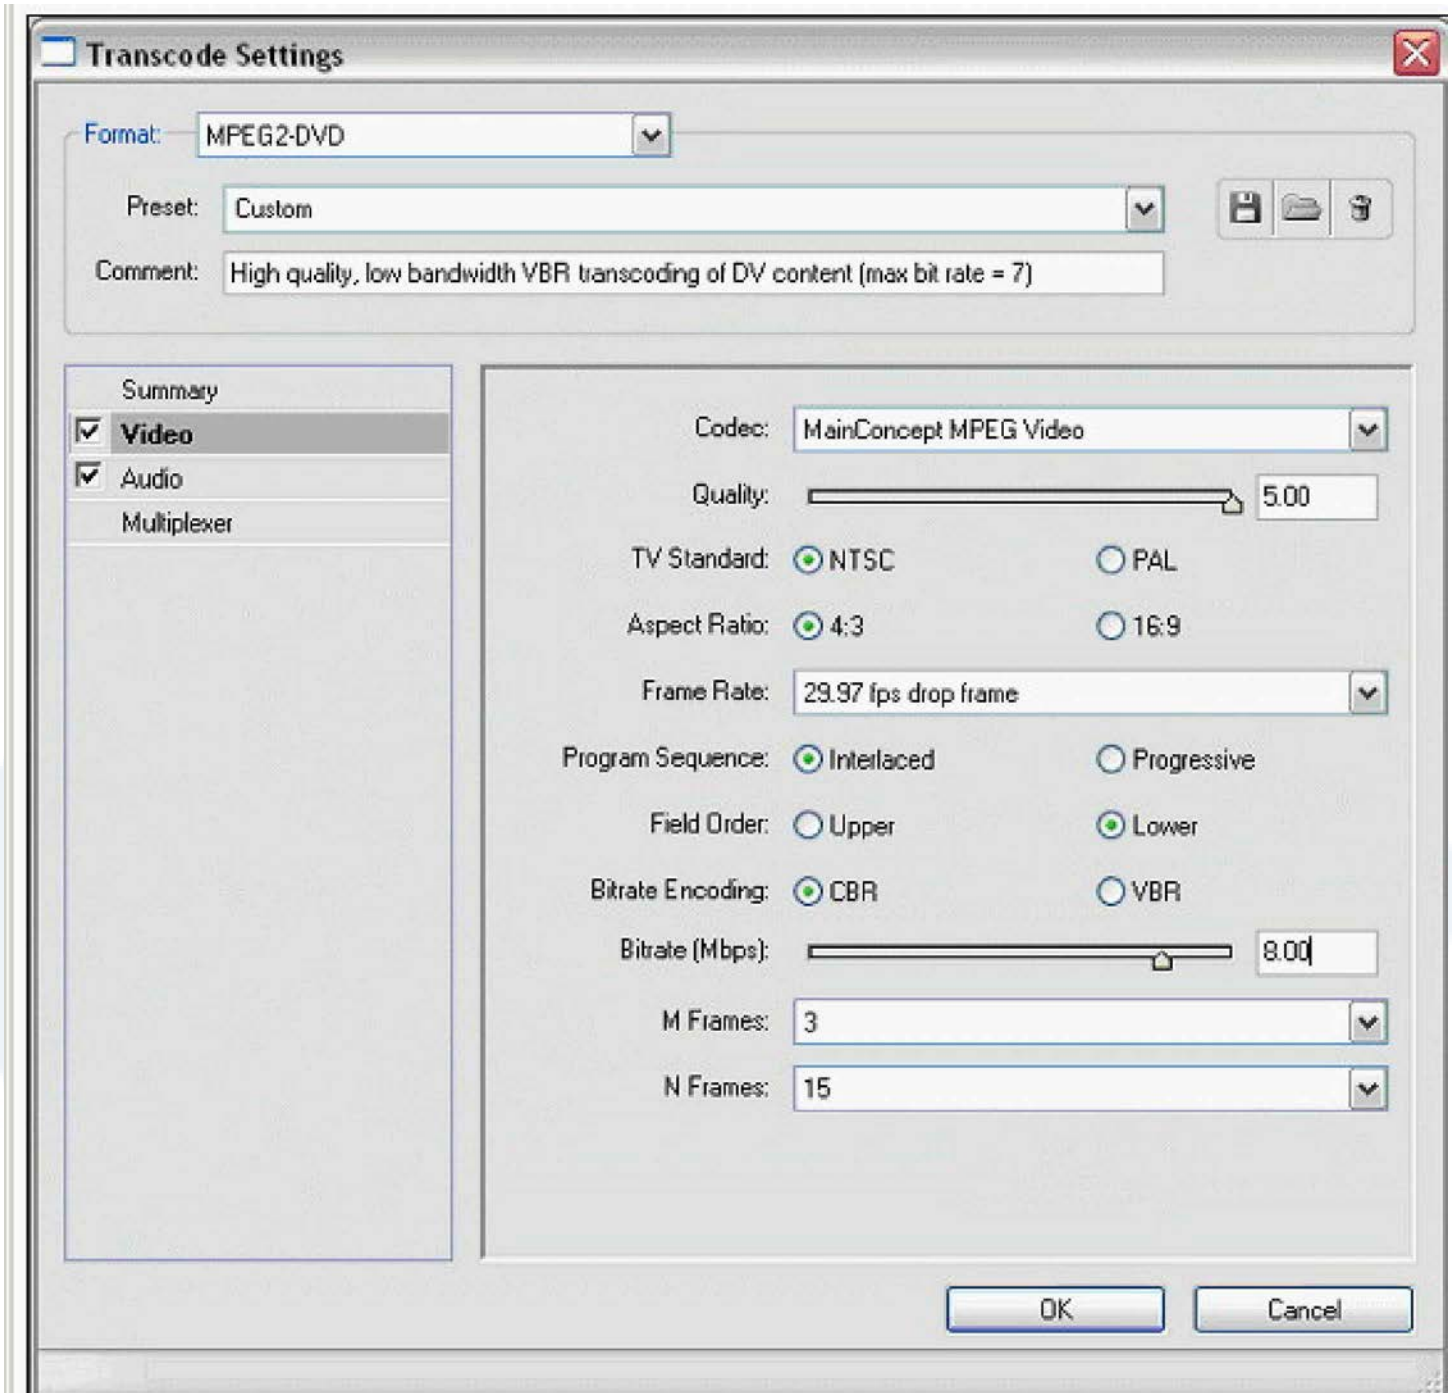 Transcode Settings
Format: MPEG2-DVD
Preset: Custom
Comment: High quality, low bandwidth VBR transcoding of DV content (max bit rate = 7)
Summary
Video
Audio
Multiplexer
Codec: MainConcept MPEG Video
Quality: 5.00
TV Standard: NTSC PAL
Aspect Ratio: 4:3 16:9
Frame Rate: 29.97 fps drop frame
Program Sequence: Interlaced Progressive
Field Order: Upper Lower
Bitrate Encoding: CBR VBR
Bitrate (Mbps): 8.00
M Frames: 3
N Frames: 15
OK Cancel